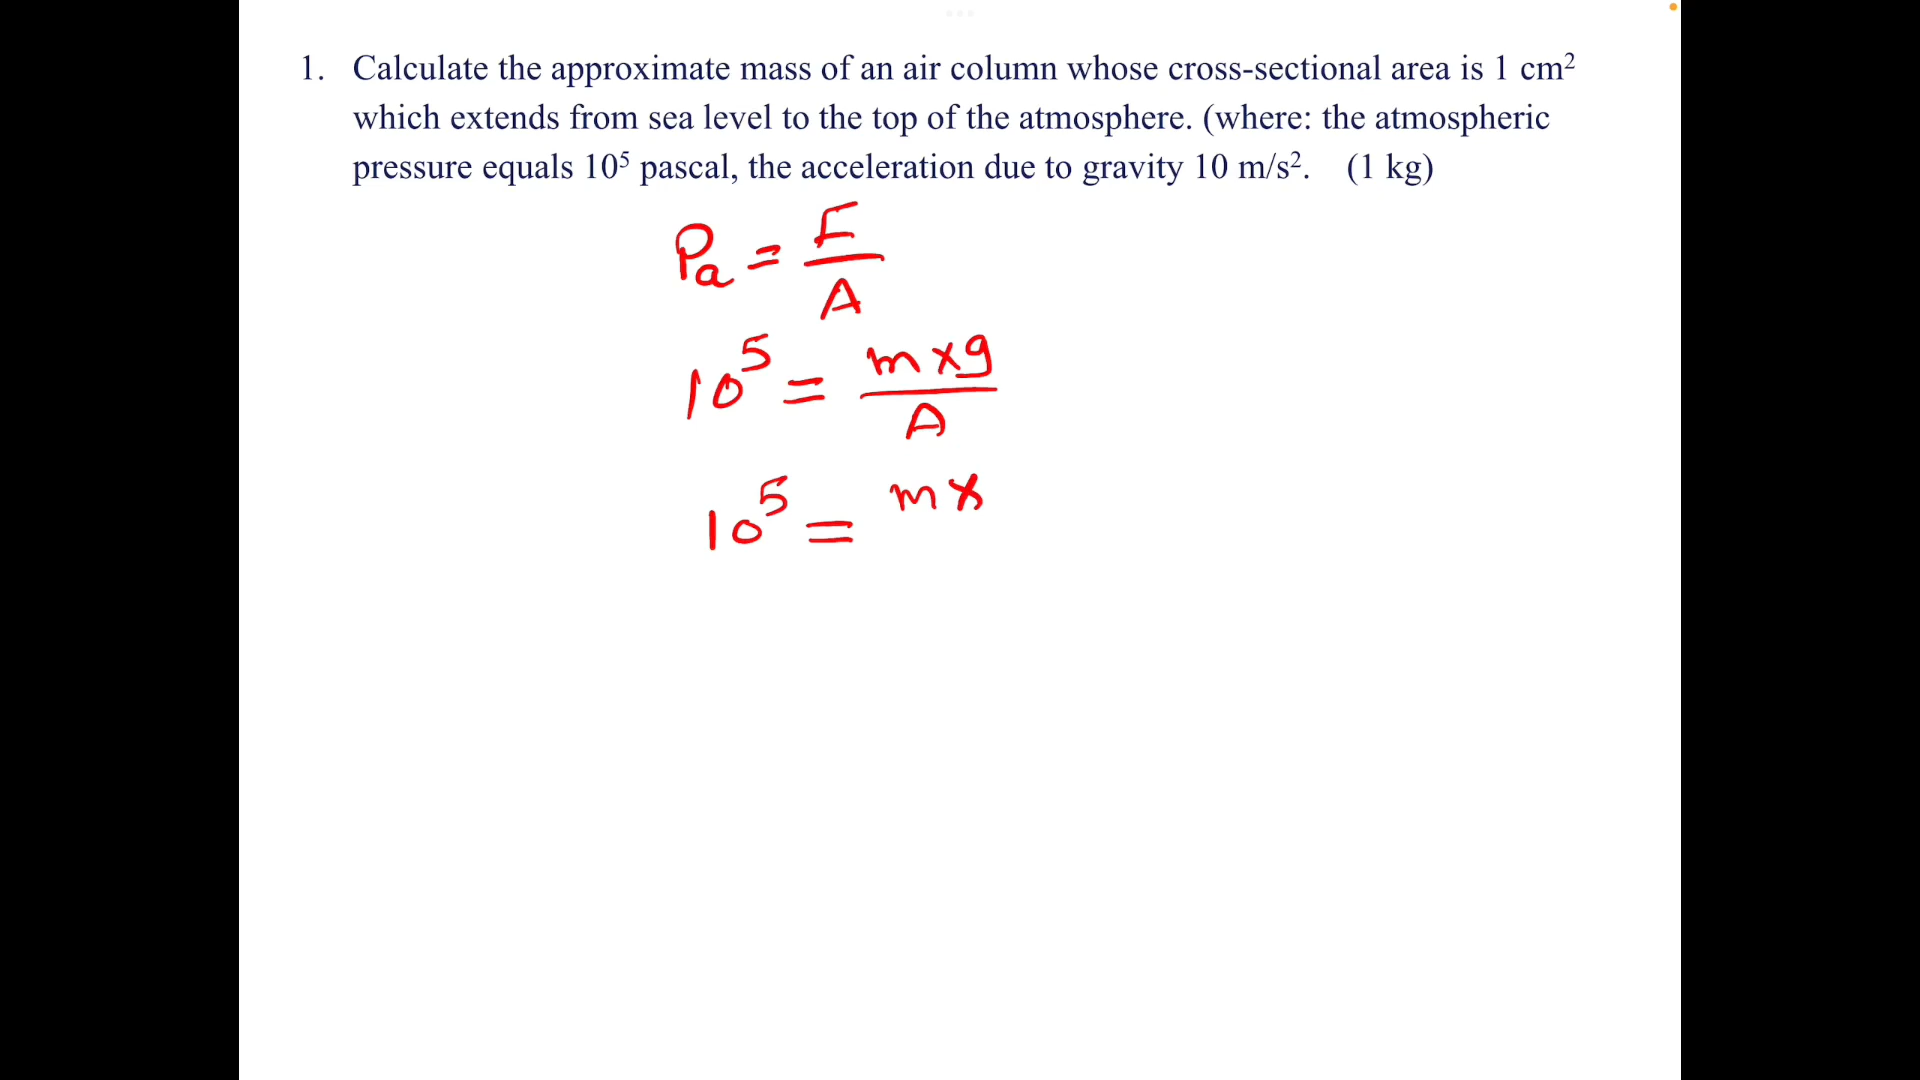 1. Calculate the approximate mass of an air column whose cross-sectional area is 1 cm²
which extends from sea level to the top of the atmosphere. (where: the atmospheric
pressure equals 10⁵ pascal, the acceleration due to gravity 10 m/s². (1 kg)
Pa = F/A
10⁵ = m×g/A
10⁵ = m×